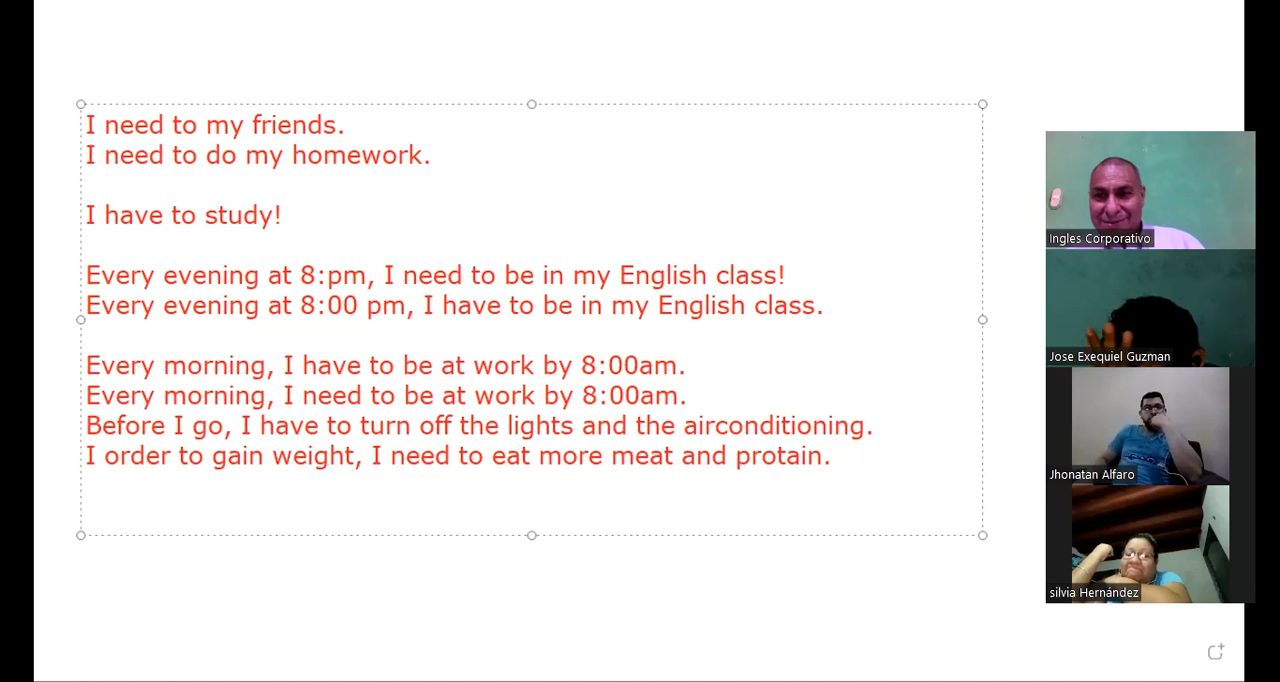 I need to my friends.
I need to do my homework.
I have to study!
Every evening at 8:pm, I need to be in my English class!
Every evening at 8:00 pm, I have to be in my English class.
Every morning, I have to be at work by 8:00am.
Every morning, I need to be at work by 8:00am.
Before I go, I have to turn off the lights and the airconditioning.
I order to gain weight, I need to eat more meat and protain.
Ingles Corporativo
Jose Exequiel Guzman
Jhonatan Alfaro
silvia Hernández